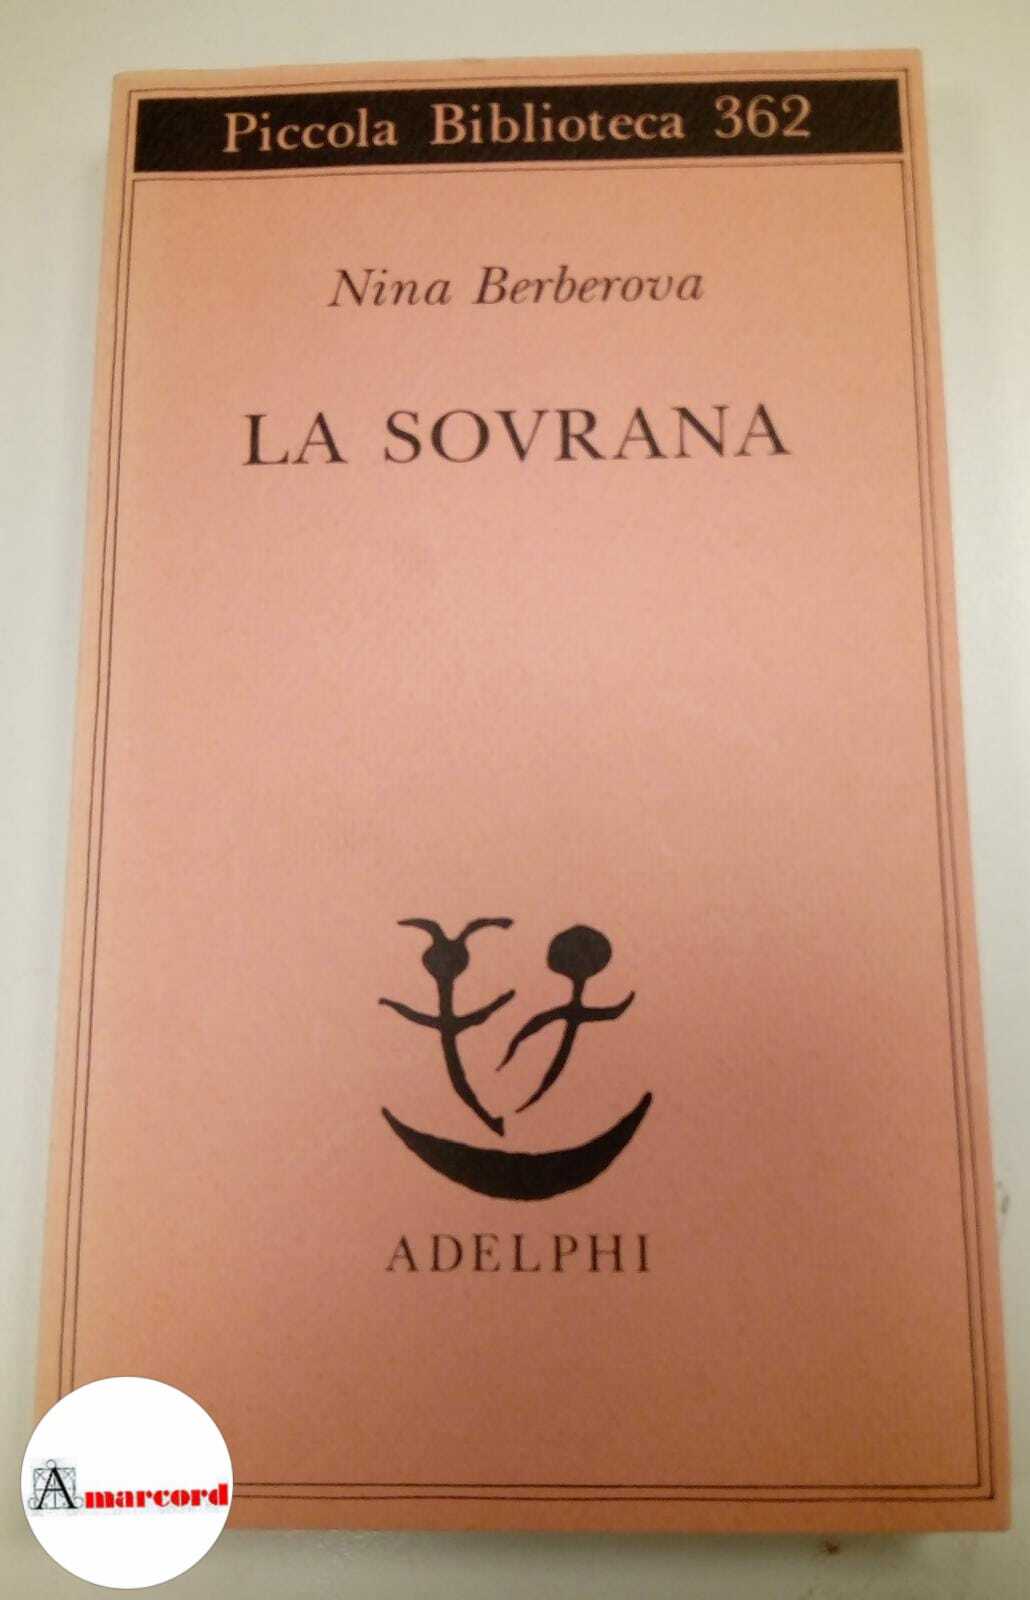 Piccola Biblioteca 362
Nina Berberova
LA SOVRANA
ADELPHI
Amarcord